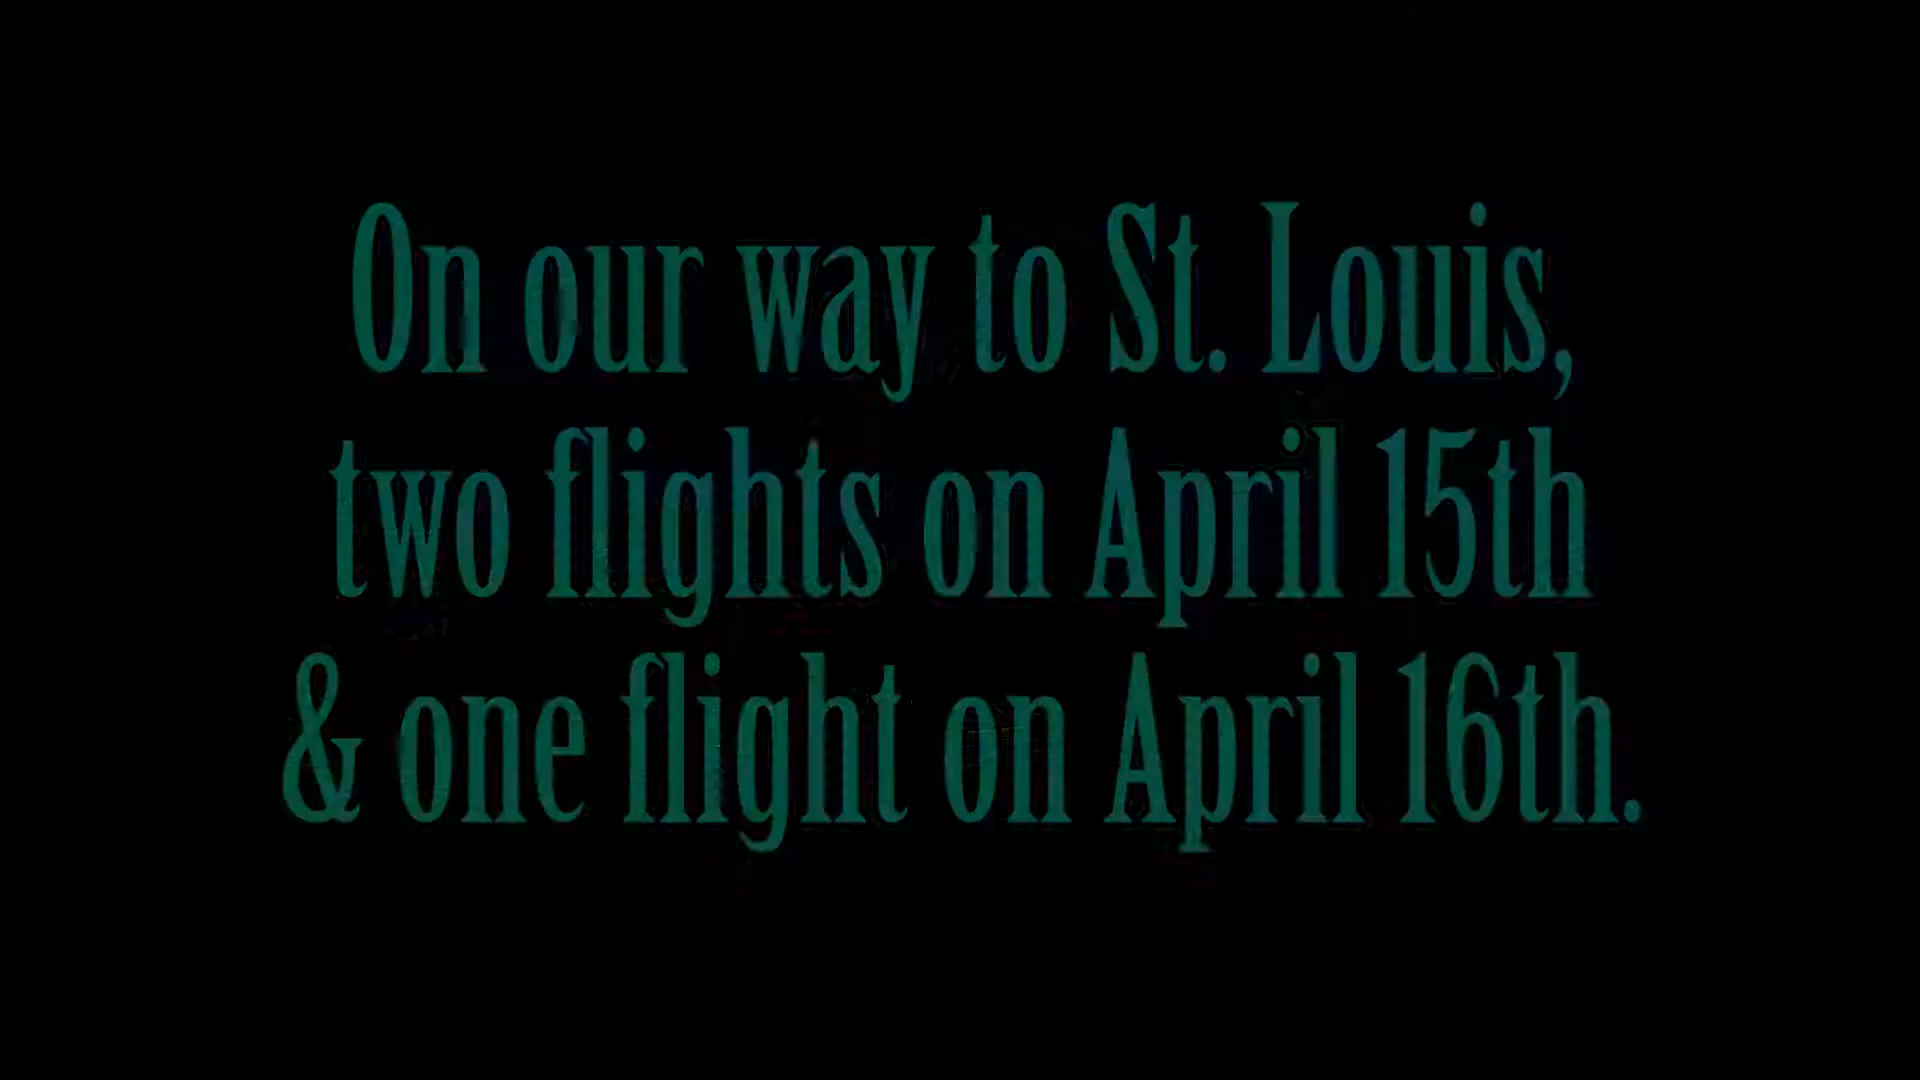 On our way to St. Louis,
two flights on April 15th
& one flight on April 16th.